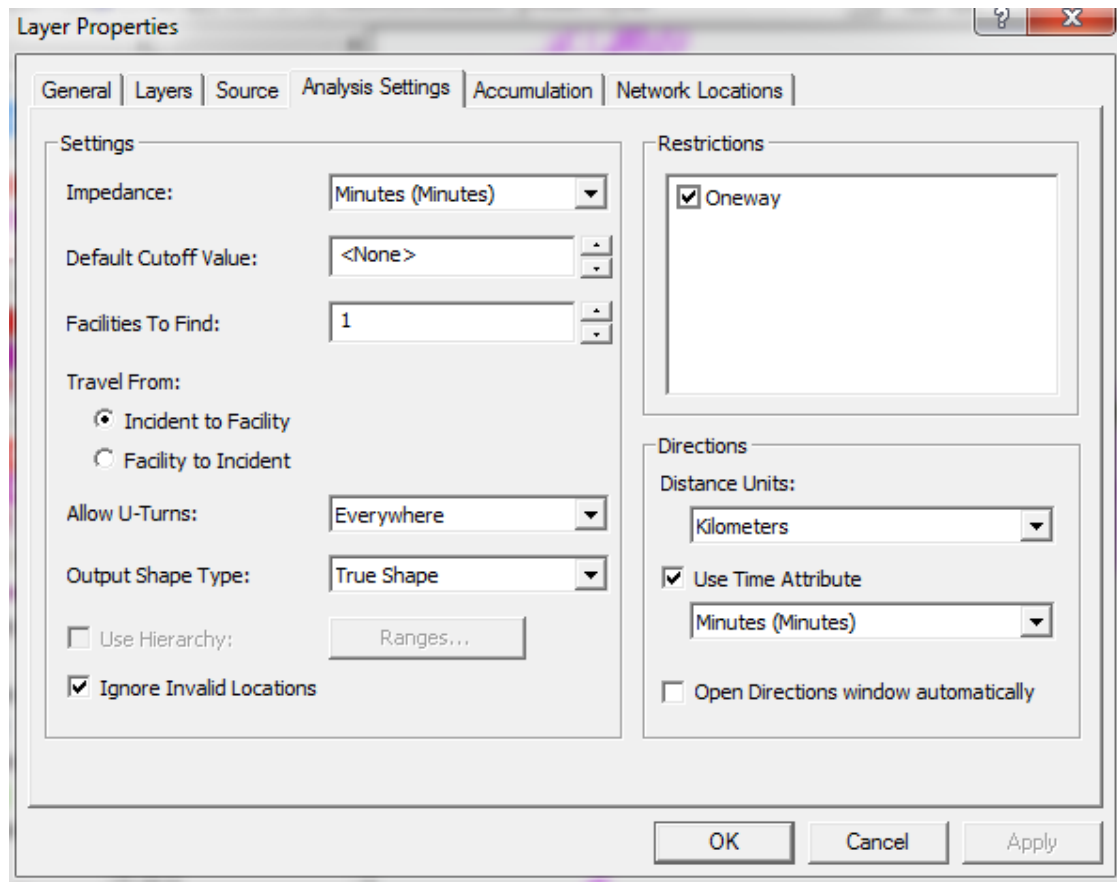 Layer Properties
General
Layers
Source
Analysis Settings
Accumulation
Network Locations
Settings
Impedance:
Minutes (Minutes)
Default Cutoff Value:
<None>
Facilities To Find:
1
Travel From:
Incident to Facility
Facility to Incident
Allow U-Turns:
Everywhere
Output Shape Type:
True Shape
Use Hierarchy:
Ranges...
Ignore Invalid Locations
Restrictions
Oneway
Directions
Distance Units:
Kilometers
Use Time Attribute
Minutes (Minutes)
Open Directions window automatically
OK
Cancel
Apply